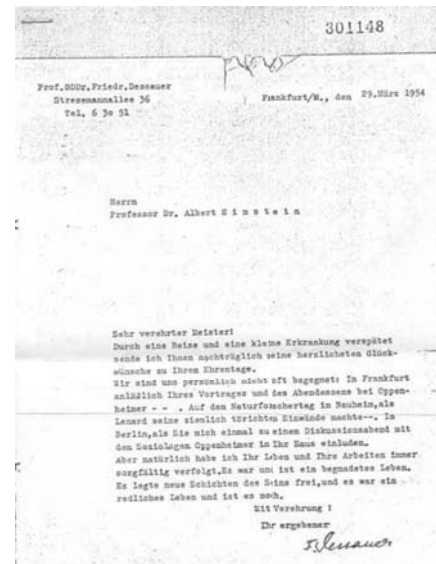 301148
Prof.DDDr.Friedr.Dessauer
Stresemannallee 36
Tel. 6 30 51
Frankfurt/M., den 29.März 1954
Herrn
Professor Dr. Albert E i n s t e i n
Sehr verehrter Meister!
Durch eine Reise und eine kleine Erkrankung verspätet
sende ich Ihnen nachträglich meine herzlichsten Glück-
wünsche zu Ihrem Ehrentage.
Wir sind uns persönlich nicht oft begegnet: In Frankfurt
anläßlich Ihres Vortrages und des Abendessens bei Oppen-
heimer - - . Auf dem Naturforschertag in Nauheim,als
Lenard seine ziemlich törichten Einwände machte--. In
Berlin,als Sie mich einmal zu einem Diskussionsabend mit
dem Soziologen Oppenheimer in Ihr Haus einluden.
Aber natürlich habe ich Ihr Leben und Ihre Arbeiten immer
sorgfältig verfolgt.Es war und ist ein begnadetes Leben.
Es legte neue Schichten des Seins frei,und es war ein
redliches Leben und ist es noch.
Mit Verehrung !
Ihr ergebener
F. Dessauer